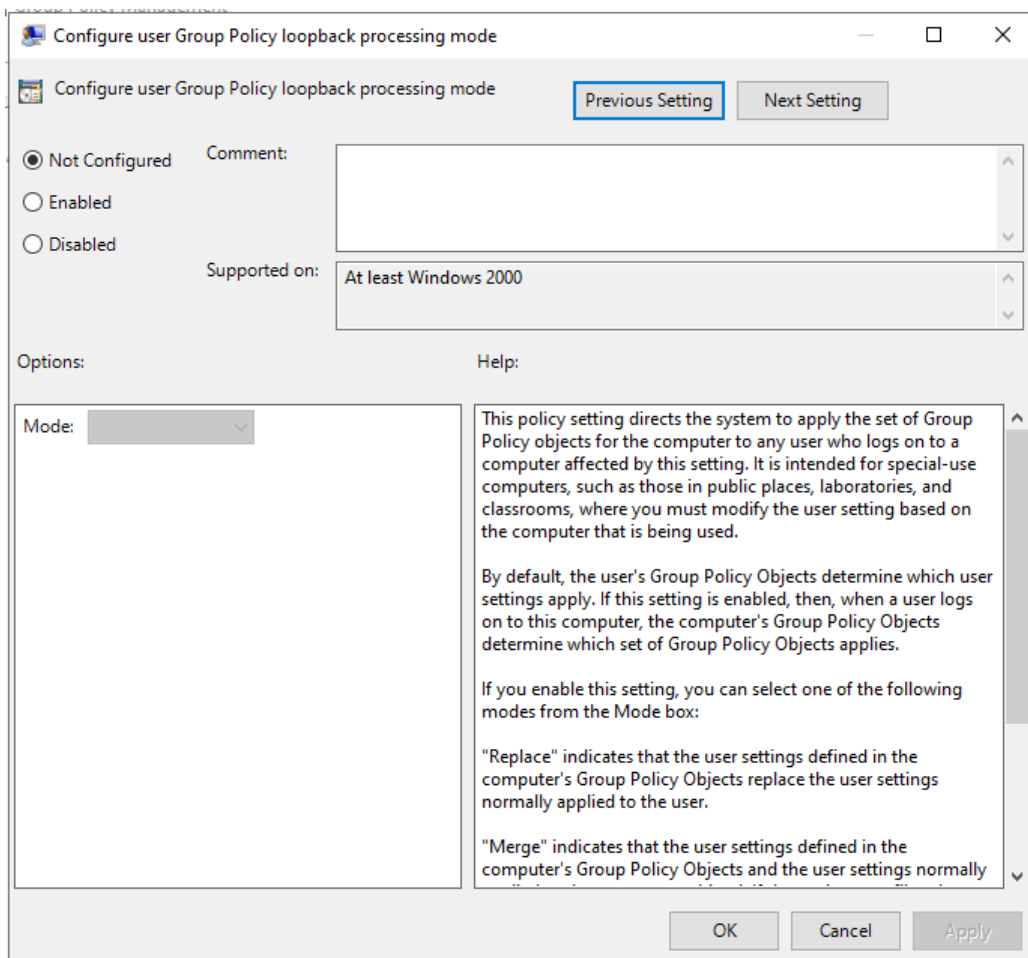 Group Policy Management
Configure user Group Policy loopback processing mode
Configure user Group Policy loopback processing mode
Previous Setting
Next Setting
Not Configured
Enabled
Disabled
Comment:
Supported on:
At least Windows 2000
Options:
Help:
Mode:
This policy setting directs the system to apply the set of Group
Policy objects for the computer to any user who logs on to a
computer affected by this setting. It is intended for special-use
computers, such as those in public places, laboratories, and
classrooms, where you must modify the user setting based on
the computer that is being used.
By default, the user's Group Policy Objects determine which user
settings apply. If this setting is enabled, then, when a user logs
on to this computer, the computer's Group Policy Objects
determine which set of Group Policy Objects applies.
If you enable this setting, you can select one of the following
modes from the Mode box:
"Replace" indicates that the user settings defined in the
computer's Group Policy Objects replace the user settings
normally applied to the user.
"Merge" indicates that the user settings defined in the
computer's Group Policy Objects and the user settings normally
OK
Cancel
Apply